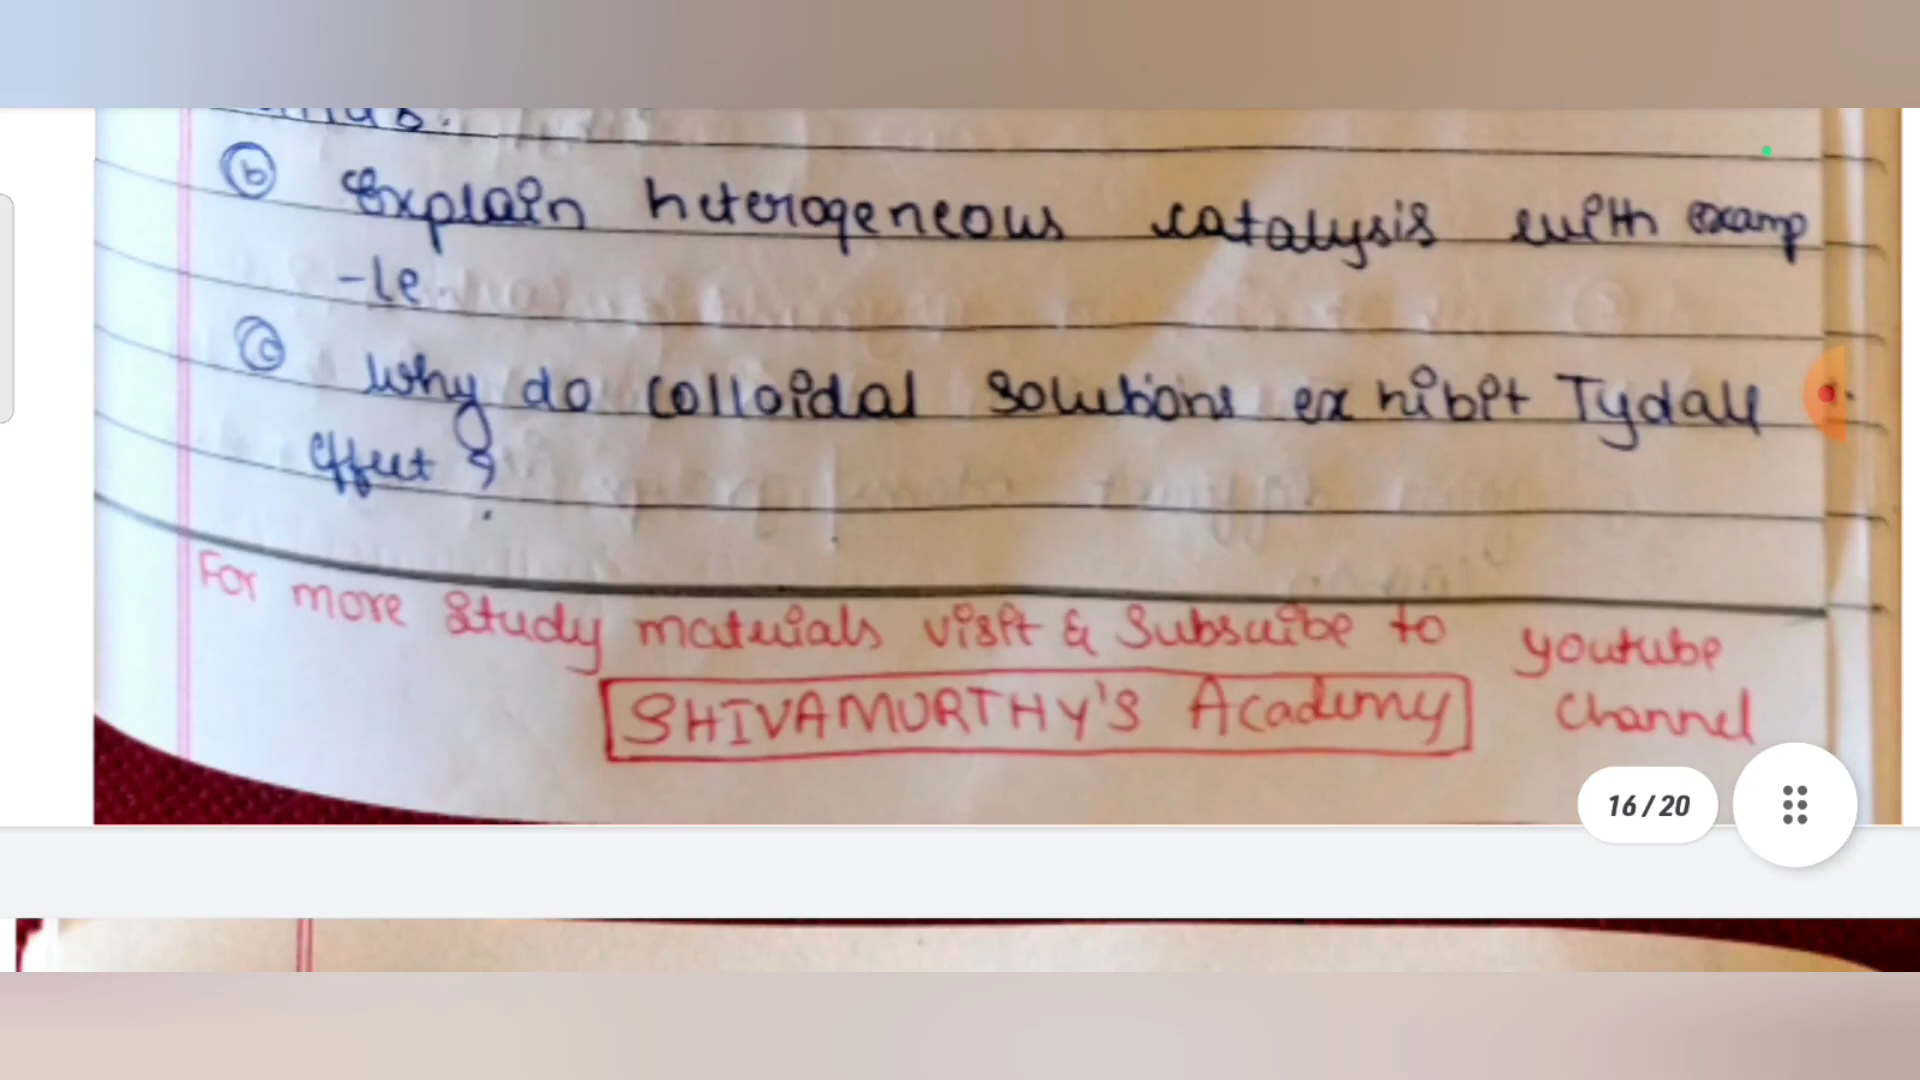 ⓑ Explain heterogeneous catalysis with examp
-le.
ⓒ Why do colloidal solutions exhibit Tydall
effect ?
For more study materials visit & Subscribe to youtube
SHIVAMURTHY'S Academy channel
16/20